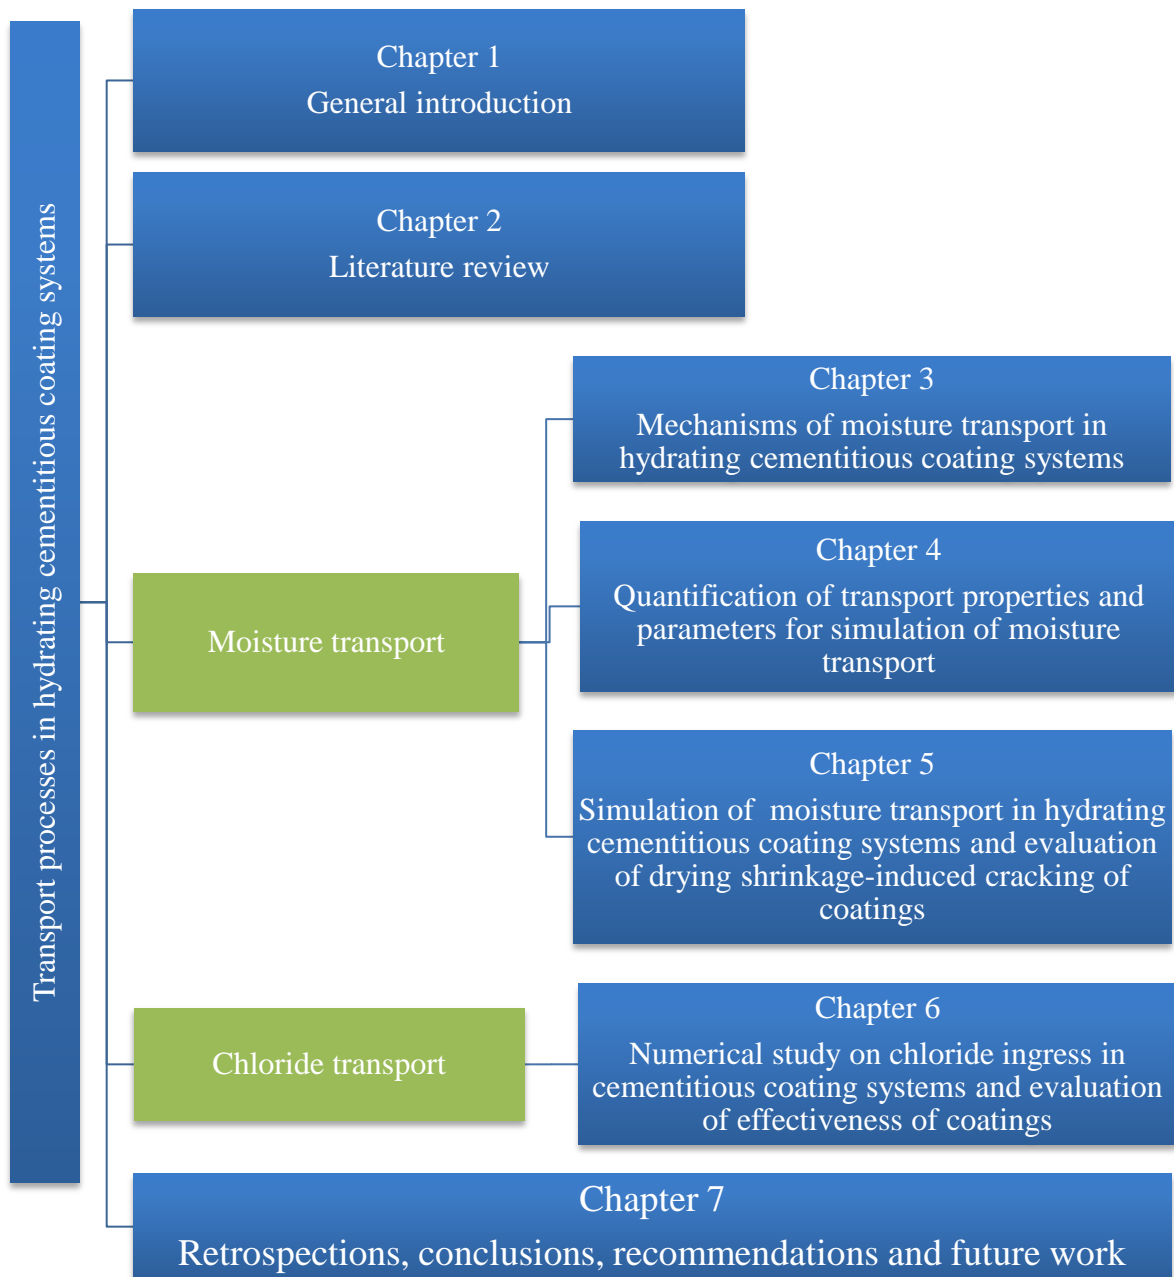 Transport processes in hydrating cementitious coating systems
Chapter 1
General introduction
Chapter 2
Literature review
Moisture transport
Chapter 3
Mechanisms of moisture transport in
hydrating cementitious coating systems
Chapter 4
Quantification of transport properties and
parameters for simulation of moisture
transport
Chapter 5
Simulation of  moisture transport in hydrating
cementitious coating systems and evaluation
of drying shrinkage-induced cracking of
coatings
Chloride transport
Chapter 6
Numerical study on chloride ingress in
cementitious coating systems and evaluation
of effectiveness of coatings
Chapter 7
Retrospections, conclusions, recommendations and future work